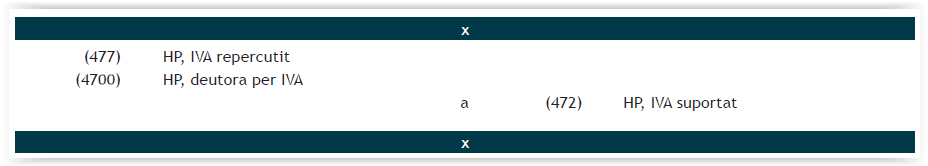 x
(477) HP, IVA repercutit
(4700) HP, deutora per IVA
a (472) HP, IVA suportat
x